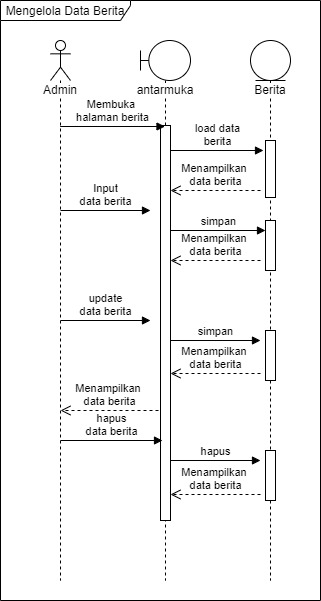 Mengelola Data Berita
Admin
antarmuka
Berita
Membuka
halaman berita
load data
berita
Menampilkan
data berita
Input
data berita
simpan
Menampilkan
data berita
update
data berita
simpan
Menampilkan
data berita
Menampilkan
data berita
hapus
data berita
hapus
Menampilkan
data berita